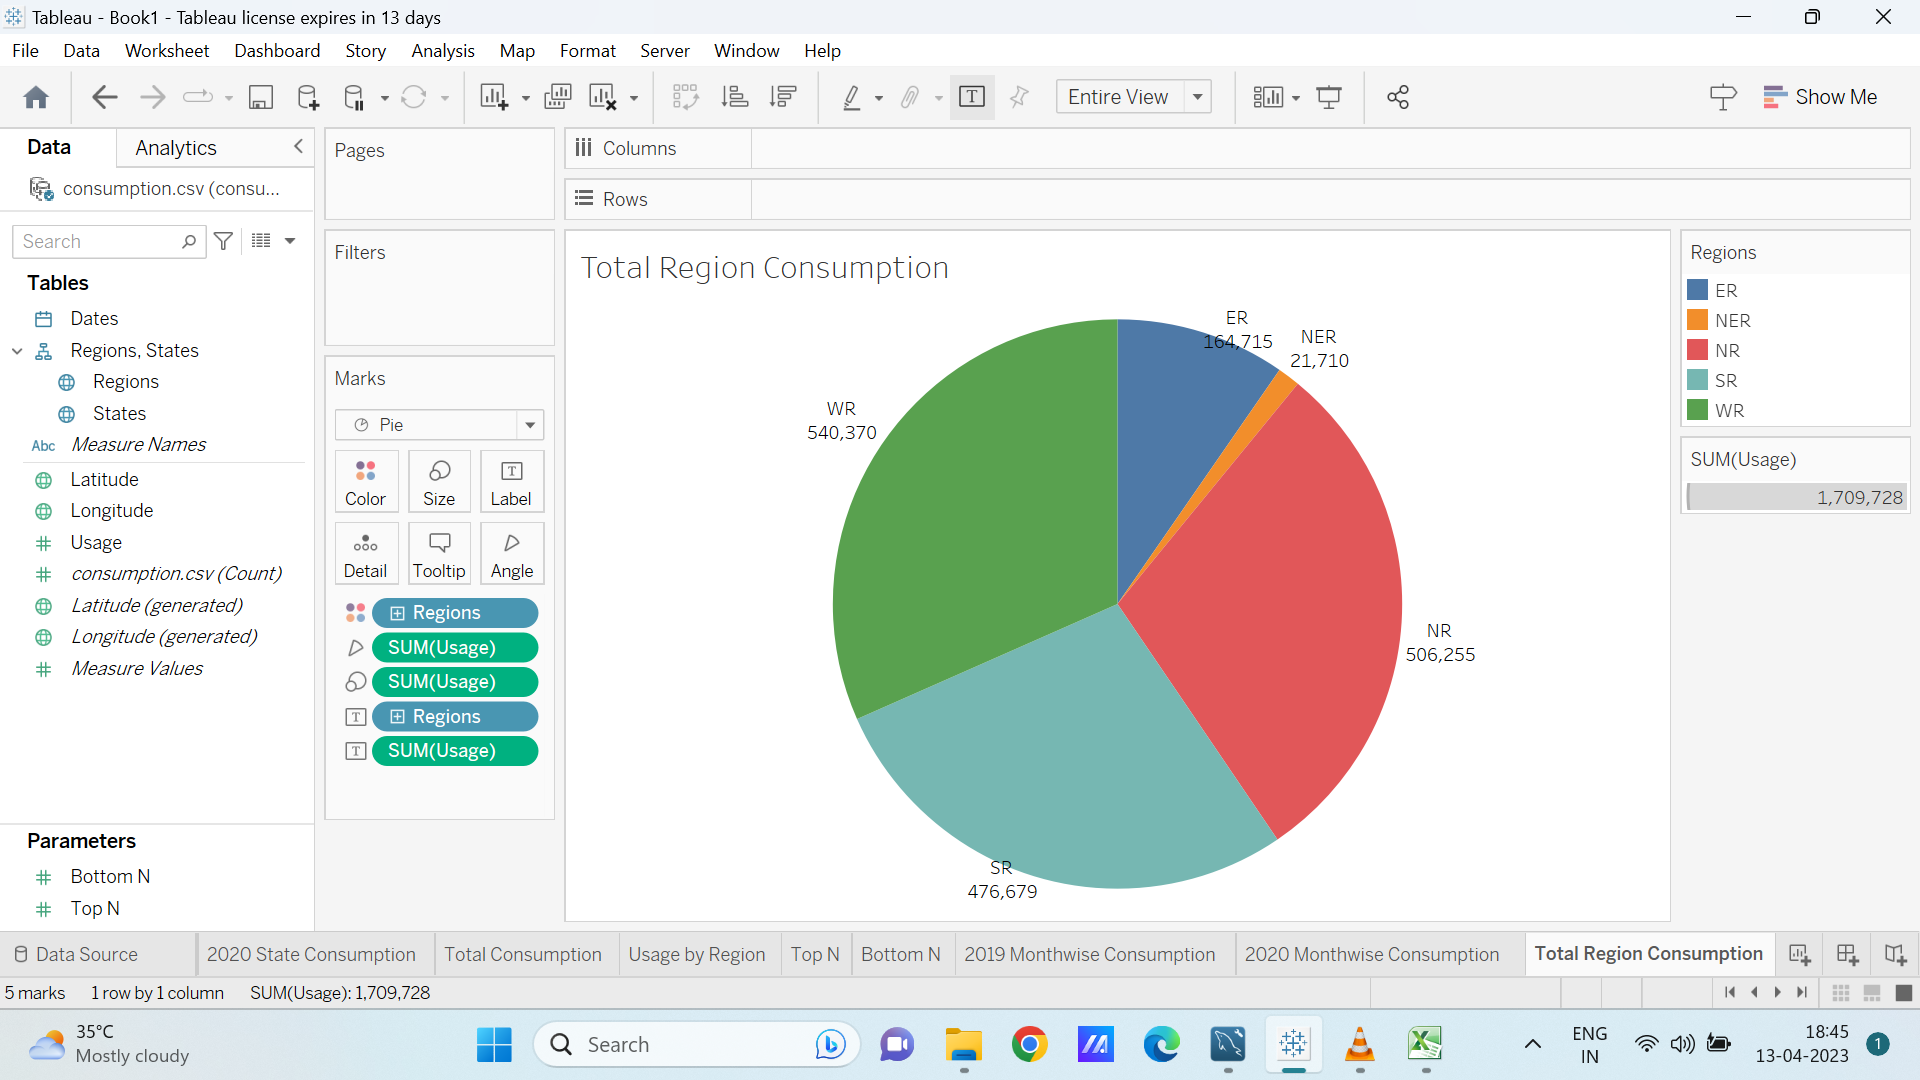 Tableau - Book1 - Tableau license expires in 13 days
File Data Worksheet Dashboard Story Analysis Map Format Server Window Help
T Entire View Show Me
Data Analytics
consumption.csv (consu...
Search
Tables
Dates
Regions, States
Regions
States
Abc Measure Names
Latitude
Longitude
Usage
consumption.csv (Count)
Latitude (generated)
Longitude (generated)
Measure Values
Parameters
Bottom N
Top N
Pages
Filters
Marks
Pie
Color Size T Label
Detail Tooltip Angle
Regions
SUM(Usage)
SUM(Usage)
T Regions
T SUM(Usage)
Columns
Rows
Total Region Consumption
ER
164,715
NER
21,710
WR
540,370
NR
506,255
SR
476,679
Regions
ER
NER
NR
SR
WR
SUM(Usage)
1,709,728
Data Source 2020 State Consumption Total Consumption Usage by Region Top N Bottom N 2019 Monthwise Consumption 2020 Monthwise Consumption Total Region Consumption
5 marks 1 row by 1 column SUM(Usage): 1,709,728
35°C
Mostly cloudy
Search
ENG
IN
18:45
13-04-2023
1